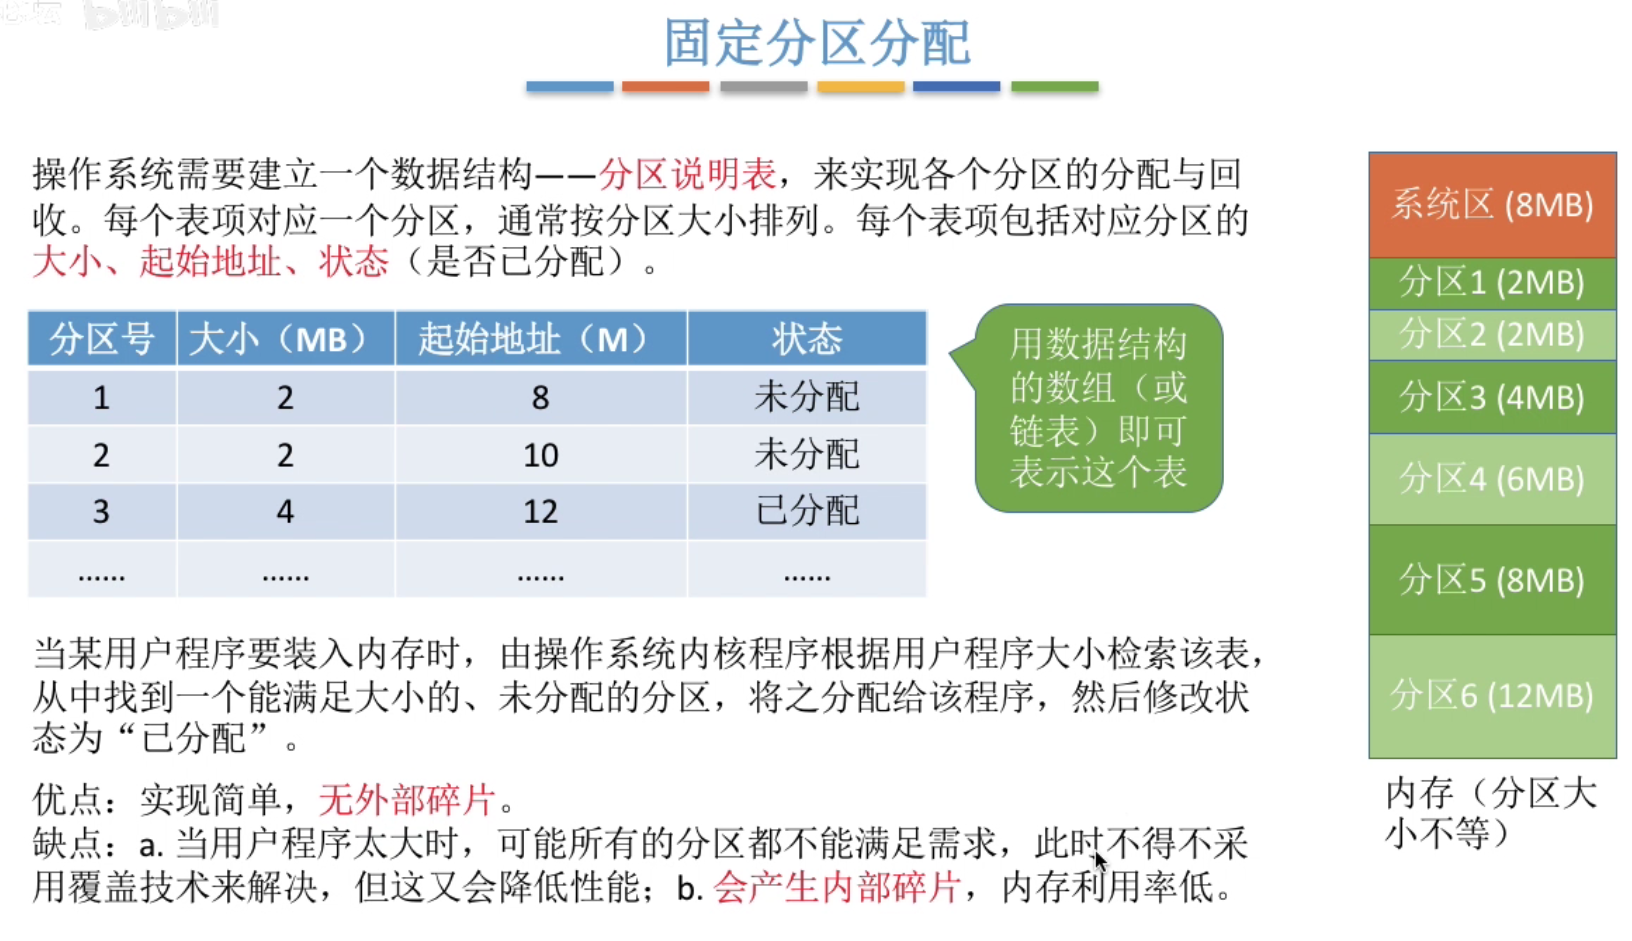 固定分区分配
操作系统需要建立一个数据结构——分区说明表，来实现各个分区的分配与回
收。每个表项对应一个分区，通常按分区大小排列。每个表项包括对应分区的
大小、起始地址、状态（是否已分配）。
分区号 大小（MB） 起始地址（M） 状态
1 2 8 未分配
2 2 10 未分配
3 4 12 已分配
...... ...... ...... ......
用数据结构
的数组（或
链表）即可
表示这个表
当某用户程序要装入内存时，由操作系统内核程序根据用户程序大小检索该表，
从中找到一个能满足大小的、未分配的分区，将之分配给该程序，然后修改状
态为“已分配”。
优点：实现简单，无外部碎片。
缺点：a. 当用户程序太大时，可能所有的分区都不能满足需求，此时不得不采
用覆盖技术来解决，但这又会降低性能；b. 会产生内部碎片，内存利用率低。
系统区 (8MB)
分区1 (2MB)
分区2 (2MB)
分区3 (4MB)
分区4 (6MB)
分区5 (8MB)
分区6 (12MB)
内存（分区大
小不等）